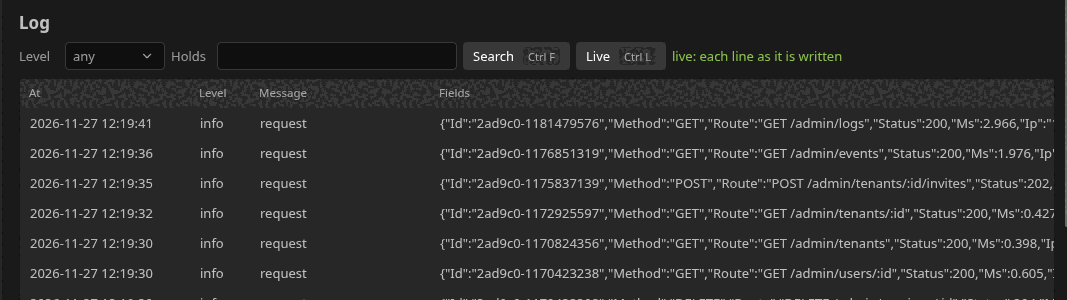 Log
Level any Holds Search Ctrl F Live Ctrl L live: each line as it is written
At Level Message Fields
2026-11-27 12:19:41 info request {"Id":"2ad9c0-1181479576","Method":"GET","Route":"GET /admin/logs","Status":200,"Ms":2.966,"Ip":"
2026-11-27 12:19:36 info request {"Id":"2ad9c0-1176851319","Method":"GET","Route":"GET /admin/events","Status":200,"Ms":1.976,"Ip"
2026-11-27 12:19:35 info request {"Id":"2ad9c0-1175837139","Method":"POST","Route":"POST /admin/tenants/:id/invites","Status":202,
2026-11-27 12:19:32 info request {"Id":"2ad9c0-1172925597","Method":"GET","Route":"GET /admin/tenants/:id","Status":200,"Ms":0.427
2026-11-27 12:19:30 info request {"Id":"2ad9c0-1170824356","Method":"GET","Route":"GET /admin/tenants","Status":200,"Ms":0.398,"Ip
2026-11-27 12:19:30 info request {"Id":"2ad9c0-1170423238","Method":"GET","Route":"GET /admin/users/:id","Status":200,"Ms":0.605,"